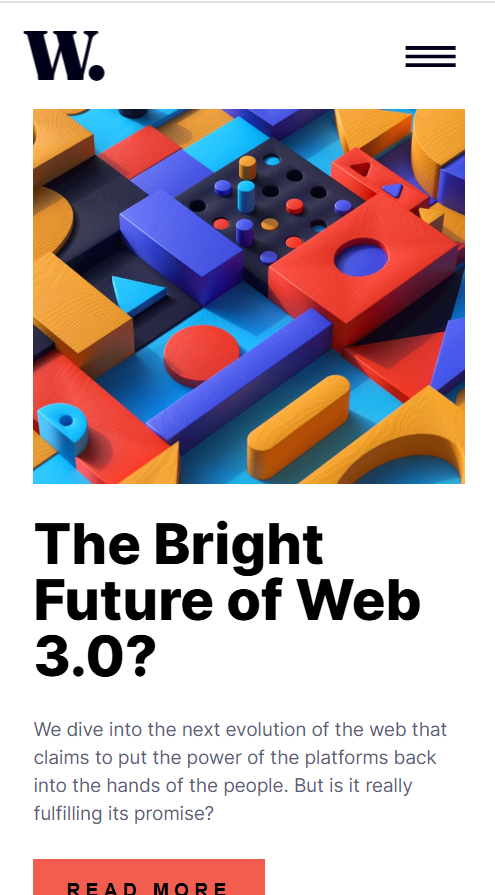 W.
The Bright
Future of Web
3.0?
We dive into the next evolution of the web that
claims to put the power of the platforms back
into the hands of the people. But is it really
fulfilling its promise?
READ MORE